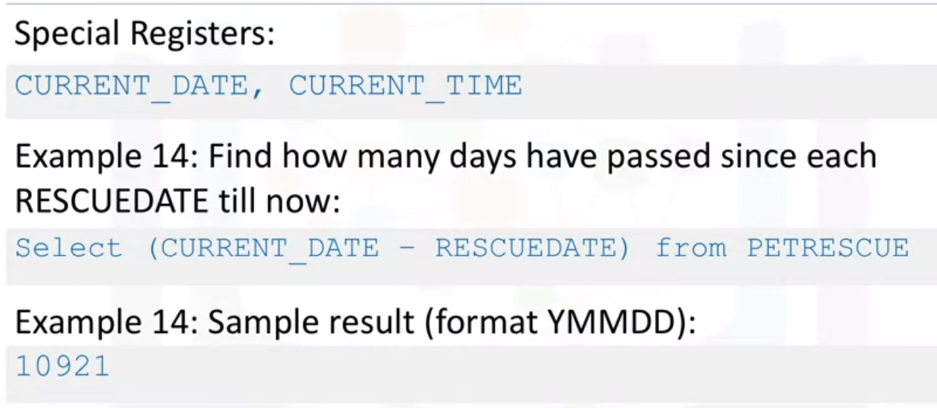 Special Registers:
CURRENT_DATE, CURRENT_TIME
Example 14: Find how many days have passed since each
RESCUEDATE till now:
Select (CURRENT_DATE – RESCUEDATE) from PETRESCUE
Example 14: Sample result (format YMMDD):
10921